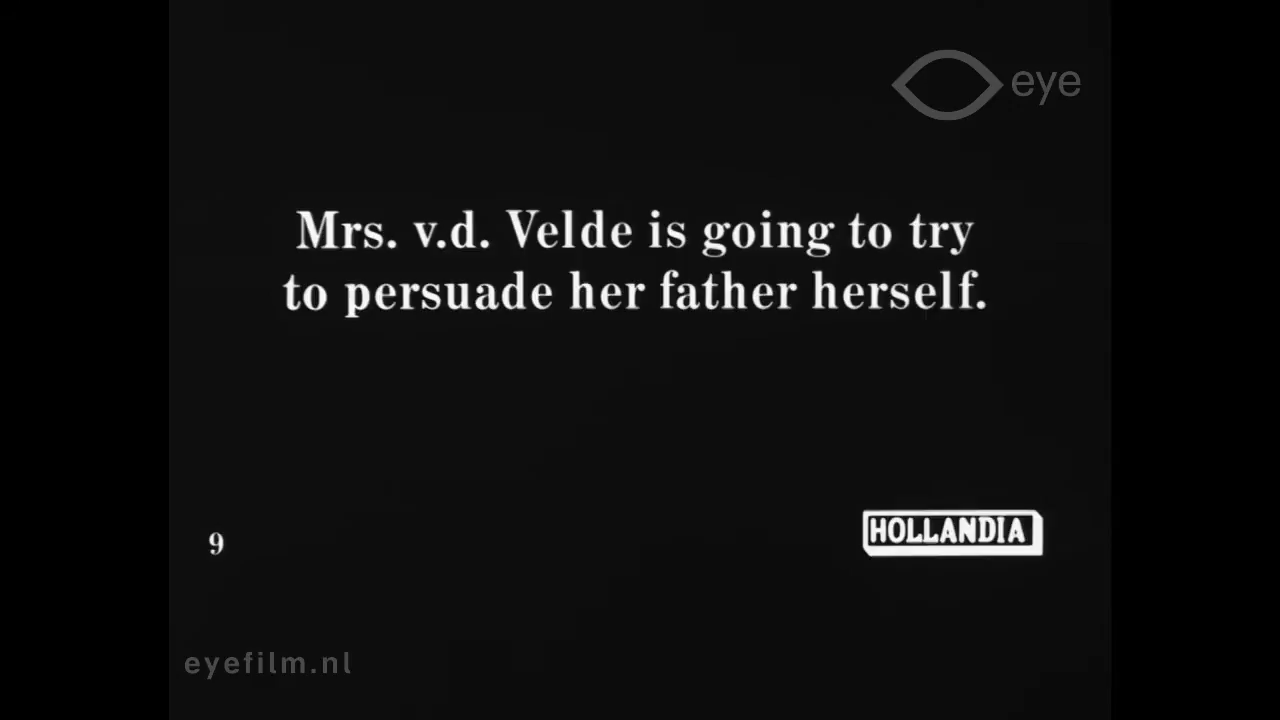 eye
Mrs. v.d. Velde is going to try
to persuade her father herself.
9
HOLLANDIA
eyefilm.nl